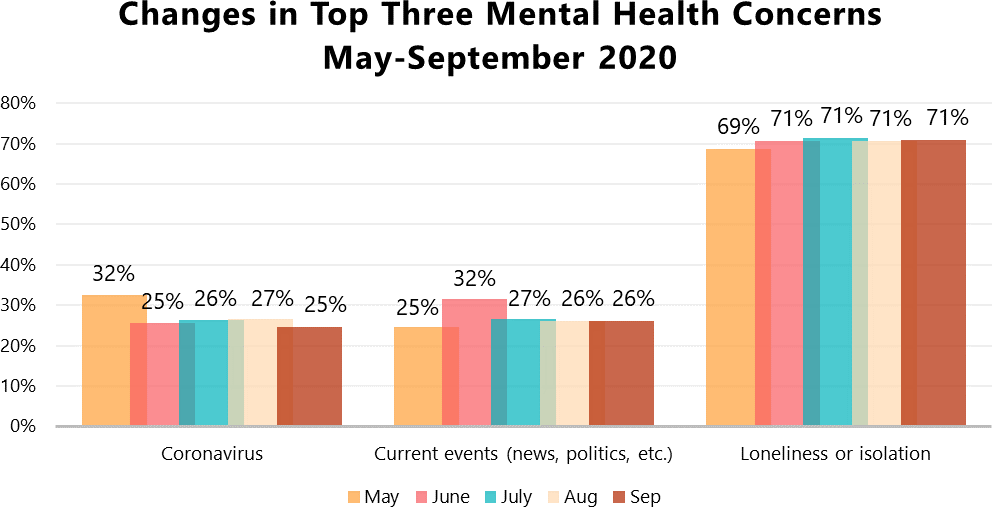 Changes in Top Three Mental Health Concerns
May-September 2020
80%
70%
60%
50%
40%
30%
20%
10%
0%
32%
25%
26%
27%
25%
25%
32%
27%
26%
26%
69%
71%
71%
71%
71%
Coronavirus
Current events (news, politics, etc.)
Loneliness or isolation
May
June
July
Aug
Sep